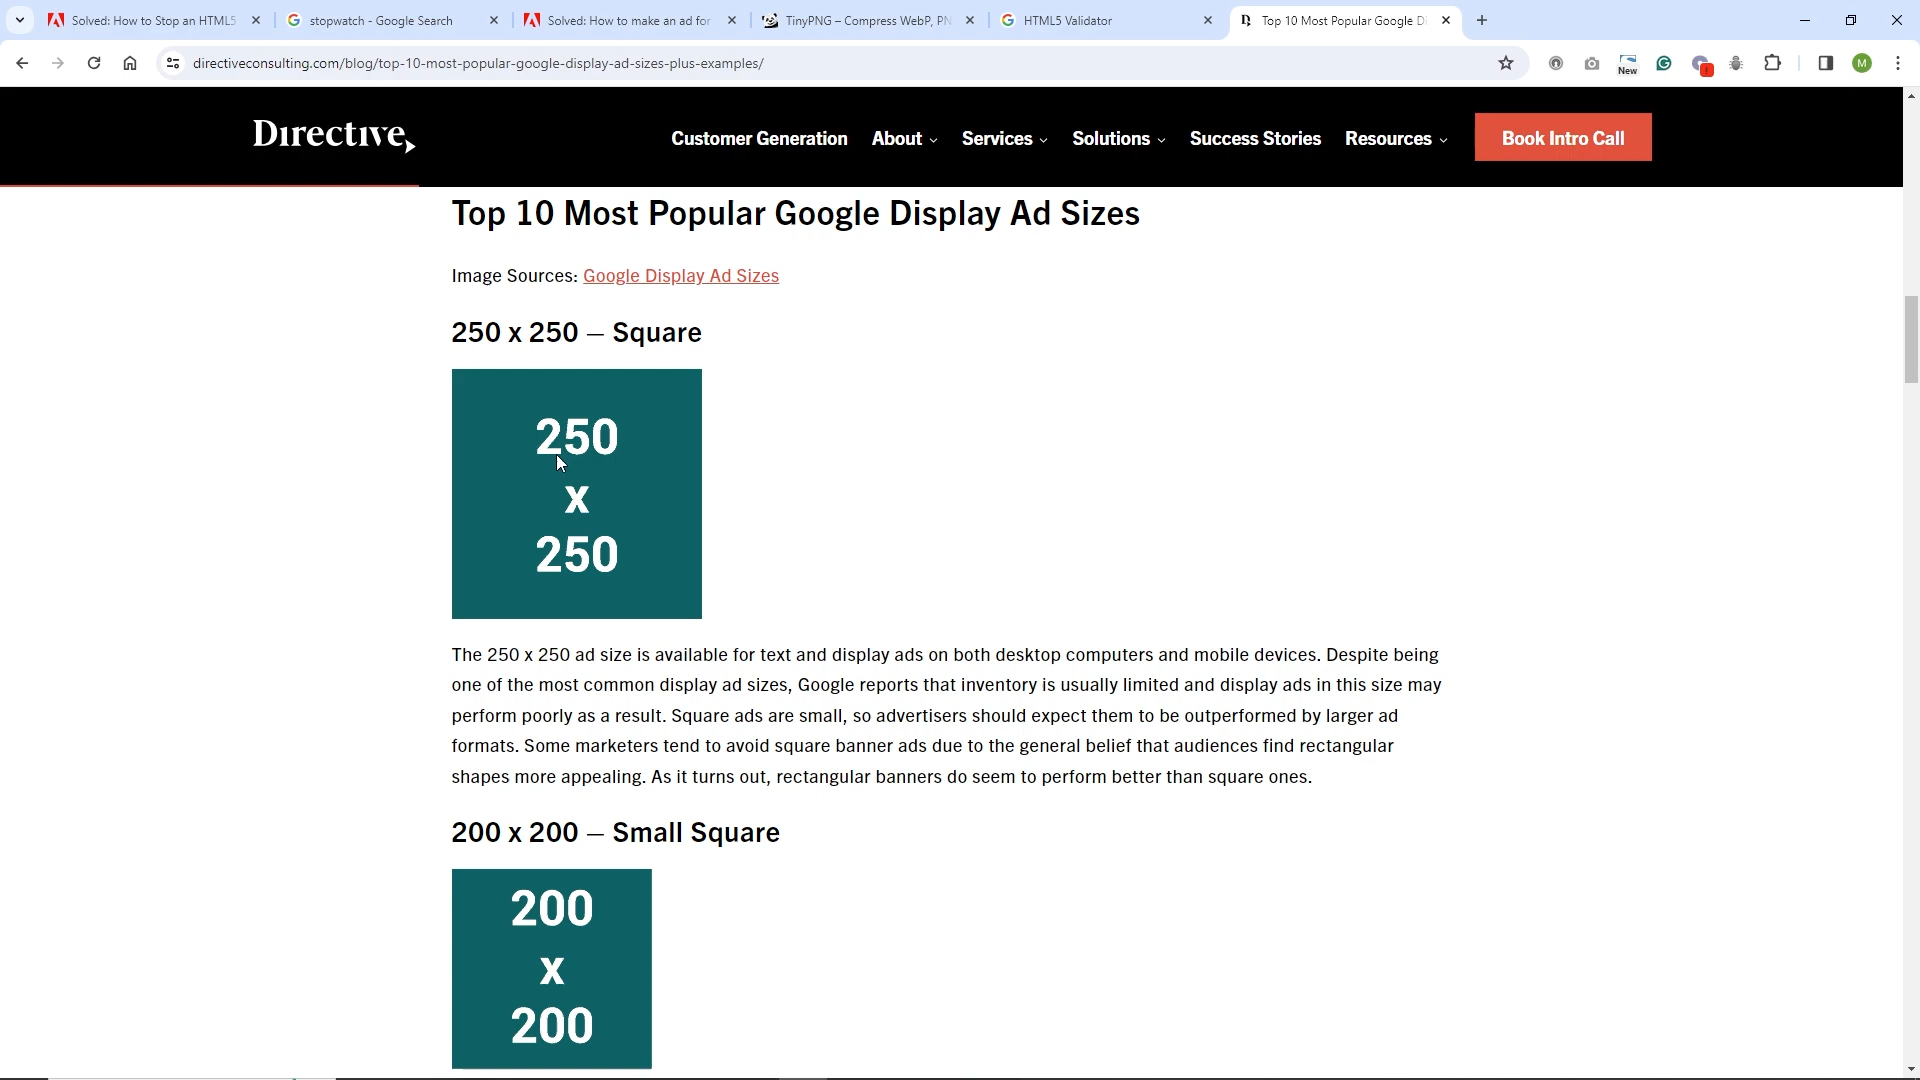 Solved: How to Stop an HTML5
stopwatch - Google Search
Solved: How to make an ad for
TinyPNG – Compress WebP, PN
HTML5 Validator
Top 10 Most Popular Google Di
directiveconsulting.com/blog/top-10-most-popular-google-display-ad-sizes-plus-examples/
New
M
Directive
Customer Generation
About
Services
Solutions
Success Stories
Resources
Book Intro Call
Top 10 Most Popular Google Display Ad Sizes
Image Sources: Google Display Ad Sizes
250 x 250 – Square
250
x
250
The 250 x 250 ad size is available for text and display ads on both desktop computers and mobile devices. Despite being
one of the most common display ad sizes, Google reports that inventory is usually limited and display ads in this size may
perform poorly as a result. Square ads are small, so advertisers should expect them to be outperformed by larger ad
formats. Some marketers tend to avoid square banner ads due to the general belief that audiences find rectangular
shapes more appealing. As it turns out, rectangular banners do seem to perform better than square ones.
200 x 200 – Small Square
200
x
200